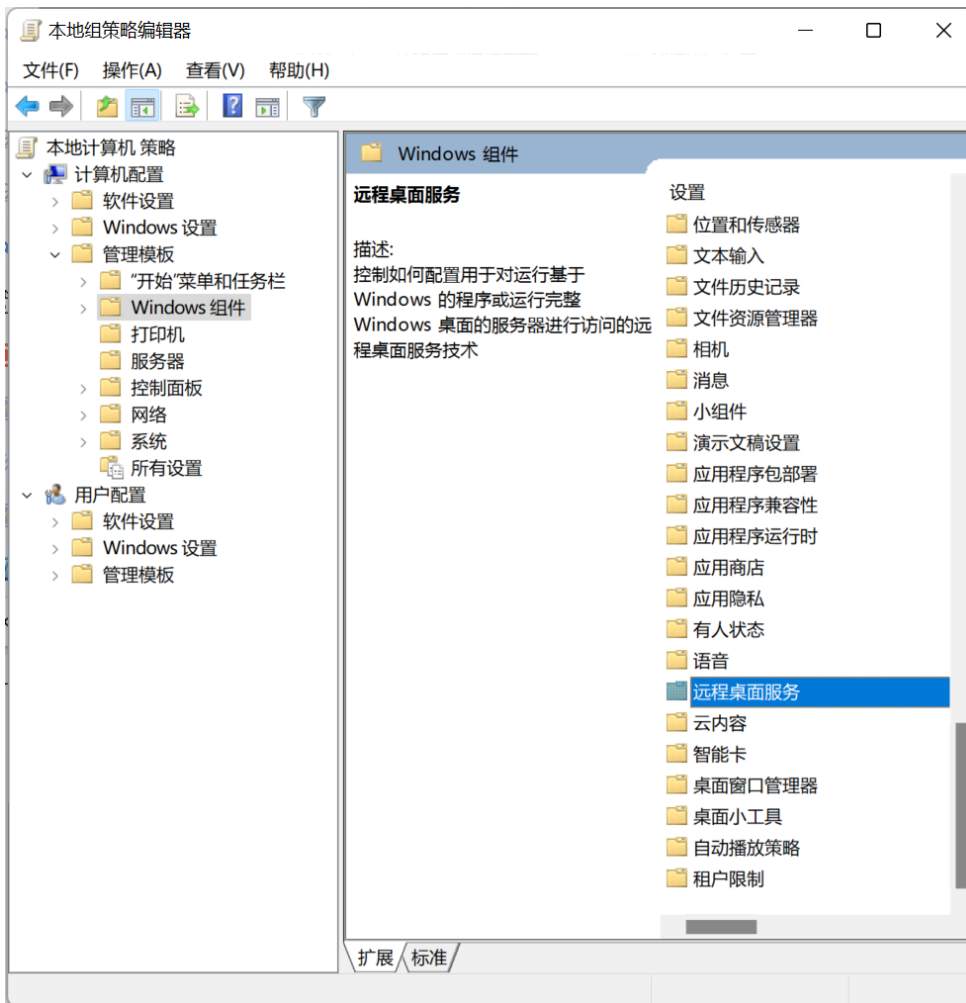 本地组策略编辑器
文件(F) 操作(A) 查看(V) 帮助(H)
本地计算机 策略
计算机配置
软件设置
Windows 设置
管理模板
“开始”菜单和任务栏
Windows 组件
打印机
服务器
控制面板
网络
系统
所有设置
用户配置
软件设置
Windows 设置
管理模板
Windows 组件
远程桌面服务
描述:
控制如何配置用于对运行基于
Windows 的程序或运行完整
Windows 桌面的服务器进行访问的远
程桌面服务技术
设置
位置和传感器
文本输入
文件历史记录
文件资源管理器
相机
消息
小组件
演示文稿设置
应用程序包部署
应用程序兼容性
应用程序运行时
应用商店
应用隐私
有人状态
语音
远程桌面服务
云内容
智能卡
桌面窗口管理器
桌面小工具
自动播放策略
租户限制
扩展 标准